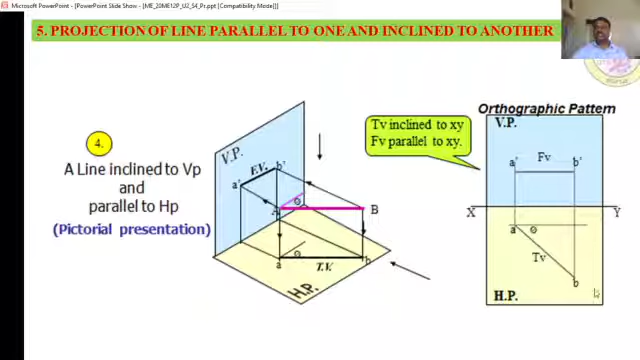 Microsoft PowerPoint - [PowerPoint Slide Show - [ME_20ME12P_U2_S4_Pr.ppt [Compatibility Mode]]]
5. PROJECTION OF LINE PARALLEL TO ONE AND INCLINED TO ANOTHER
4.
A Line inclined to Vp
and
parallel to Hp
(Pictorial presentation)
V.P.
F.V.
a'
b'
A
θ
B
a
θ
T.V.
b
H.P.
Tv inclined to xy
Fv parallel to xy.
Orthographic Pattern
V.P.
a'
Fv
b'
X
Y
a
θ
Tv
b
H.P.